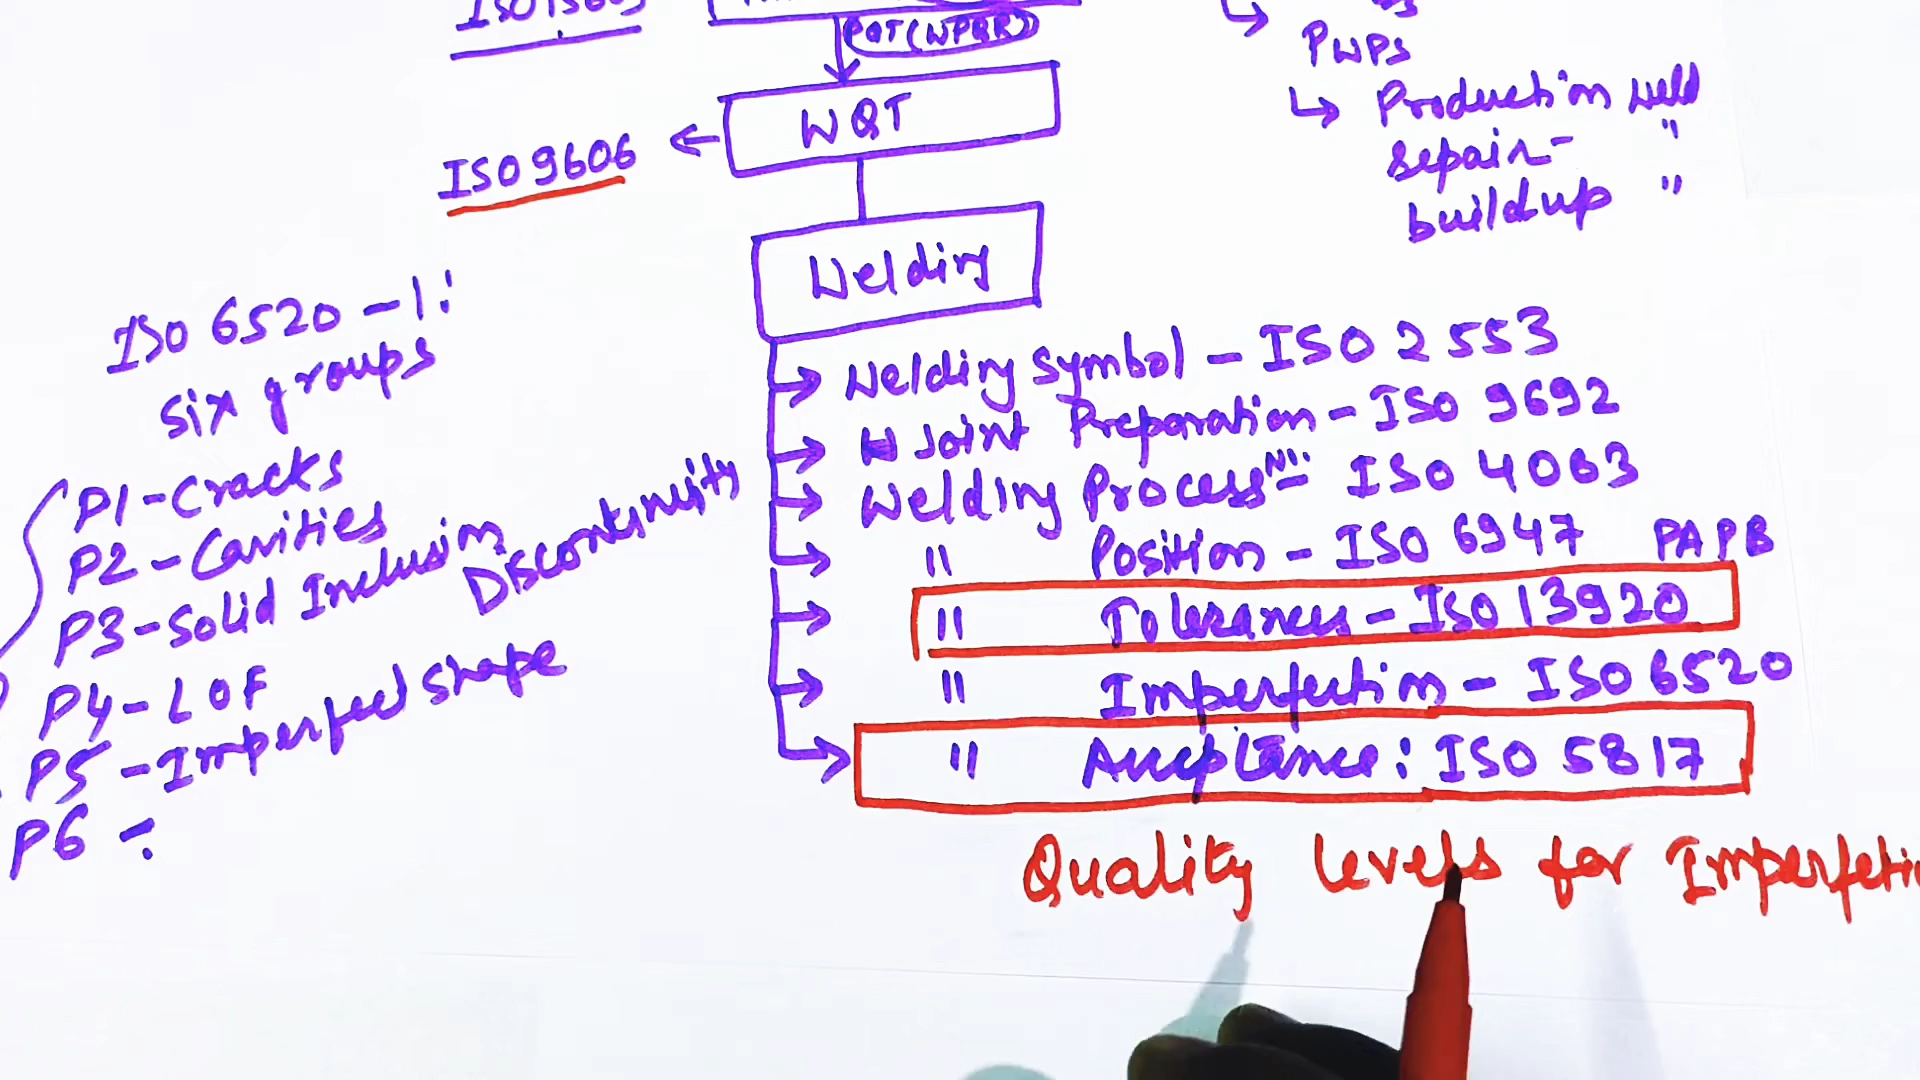 PQT(WPQR)
PWPS
↳ Production weld
WQT
repair- "
ISO 9606
buildup "
Welding
ISO 6520-1:
six groups
P1-Cracks
P2-Cavities
P3-Solid Inclusion
P4-LOF
P5-Imperfect shape
P6-:
Discontinuity
Welding Symbol - ISO 2553
Joint Preparation - ISO 9692
Welding Process No. - ISO 4063
" Position - ISO 6947 PA PB
" Tolerances - ISO 13920
" Imperfection - ISO 6520
" Acceptance: ISO 5817
Quality levels for Imperfecti